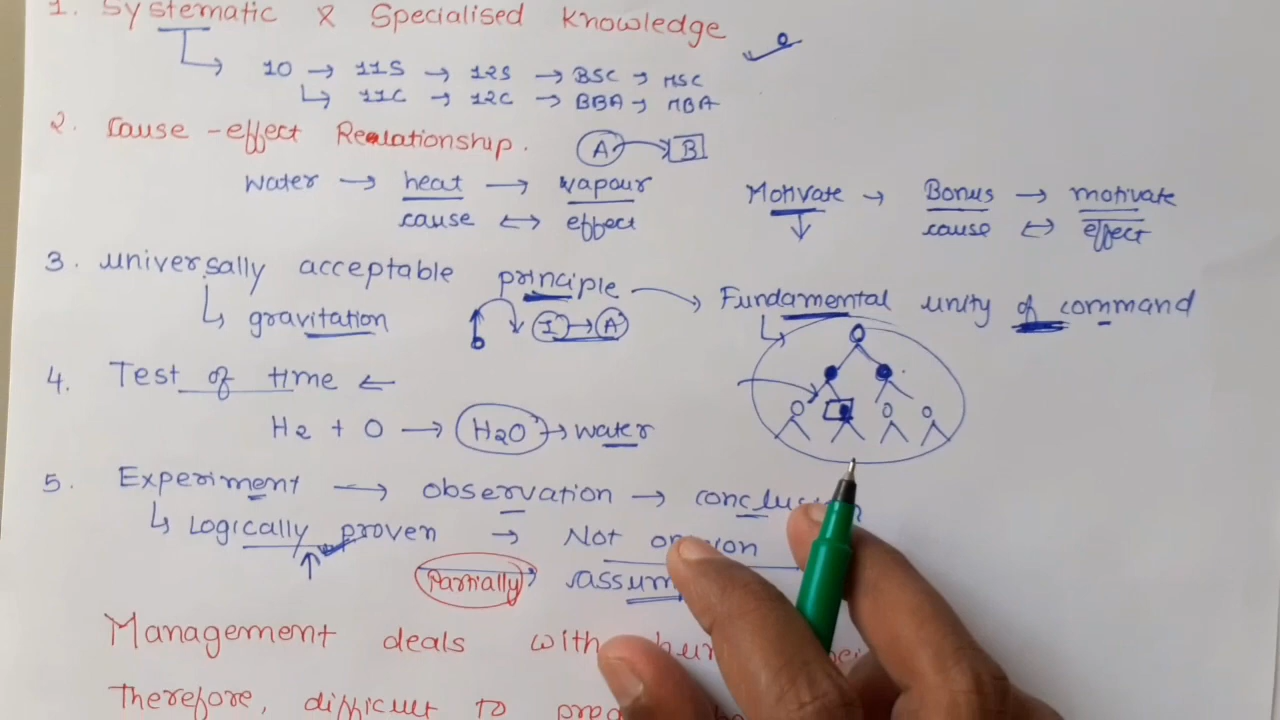 1. Systematic & Specialised Knowledge
10 → 11S → 12S → BSC → MSC
↳ 11C → 12C → BBA → MBA
2. Cause-effect Realationship. A → B
Water → heat → vapour Motivate → Bonus → motivate
cause ↔ effect cause ↔ effect
3. universally acceptable principle → Fundamental unity of command
↳ gravitation I → A
4. Test of time ←
H2 + O → H2O → water
5. Experiment → observation →
↳ Logically proven → Not
Partially
Management deals with
Therefore, difficult to